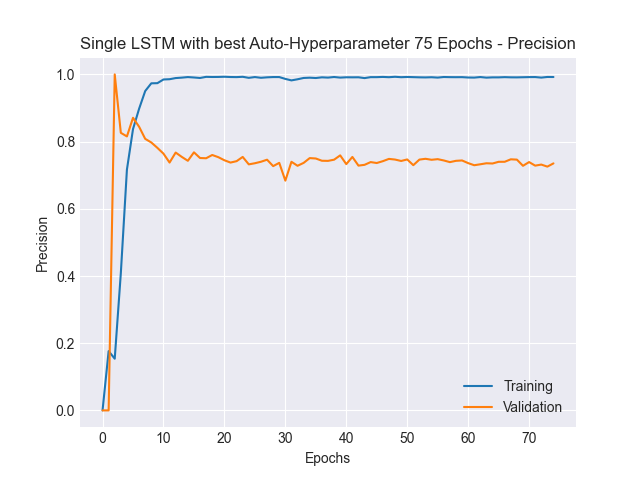 Single LSTM with best Auto-Hyperparameter 75 Epochs - Precision
1.0
0.8
0.6
0.4
0.2
0.0
Precision
0 10 20 30 40 50 60 70
Epochs
Training
Validation